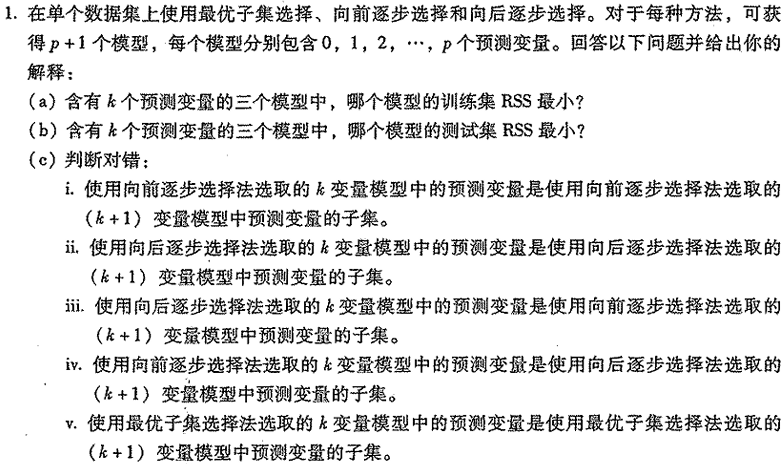 1. 在单个数据集上使用最优子集选择、向前逐步选择和向后逐步选择。对于每种方法，可获
得p+1个模型，每个模型分别包含0，1，2，…，p个预测变量。回答以下问题并给出你的
解释：
(a) 含有k个预测变量的三个模型中，哪个模型的训练集 RSS 最小？
(b) 含有k个预测变量的三个模型中，哪个模型的测试集 RSS 最小？
(c) 判断对错：
i. 使用向前逐步选择法选取的k变量模型中的预测变量是使用向前逐步选择法选取的
(k+1) 变量模型中预测变量的子集。
ii. 使用向后逐步选择法选取的k变量模型中的预测变量是使用向后逐步选择法选取的
(k+1) 变量模型中预测变量的子集。
iii. 使用向后逐步选择法选取的k变量模型中的预测变量是使用向前逐步选择法选取的
(k+1) 变量模型中预测变量的子集。
iv. 使用向前逐步选择法选取的k变量模型中的预测变量是使用向后逐步选择法选取的
(k+1) 变量模型中预测变量的子集。
v. 使用最优子集选择法选取的k变量模型中的预测变量是使用最优子集选择法选取的
(k+1) 变量模型中预测变量的子集。